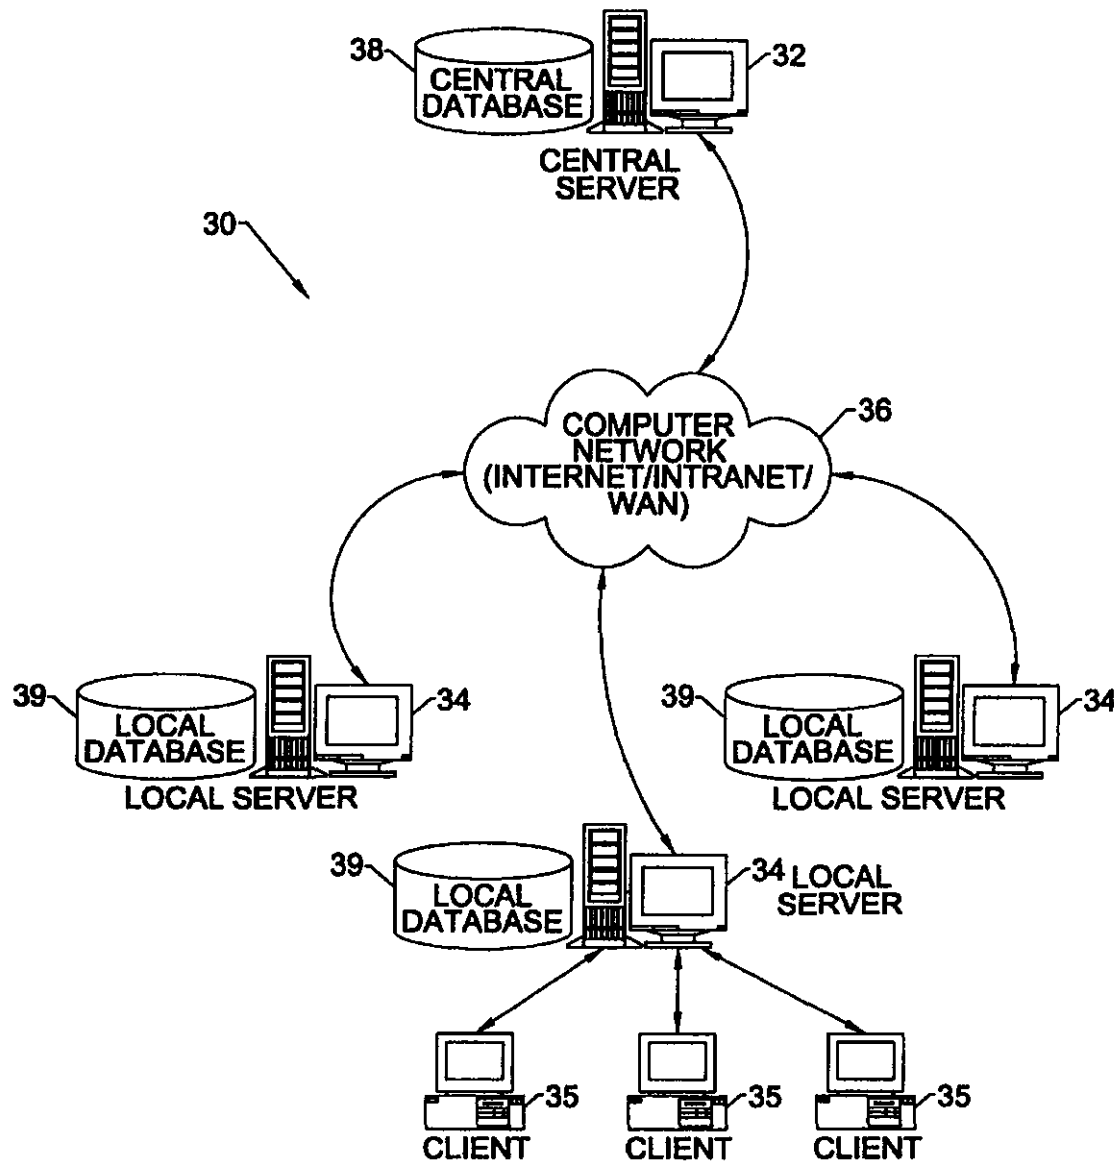 38
CENTRAL
DATABASE
32
CENTRAL
SERVER
30
36
COMPUTER
NETWORK
(INTERNET/INTRANET/
WAN)
39
LOCAL
DATABASE
34
LOCAL SERVER
39
LOCAL
DATABASE
34
LOCAL SERVER
39
LOCAL
DATABASE
34
LOCAL
SERVER
35
CLIENT
35
CLIENT
35
CLIENT